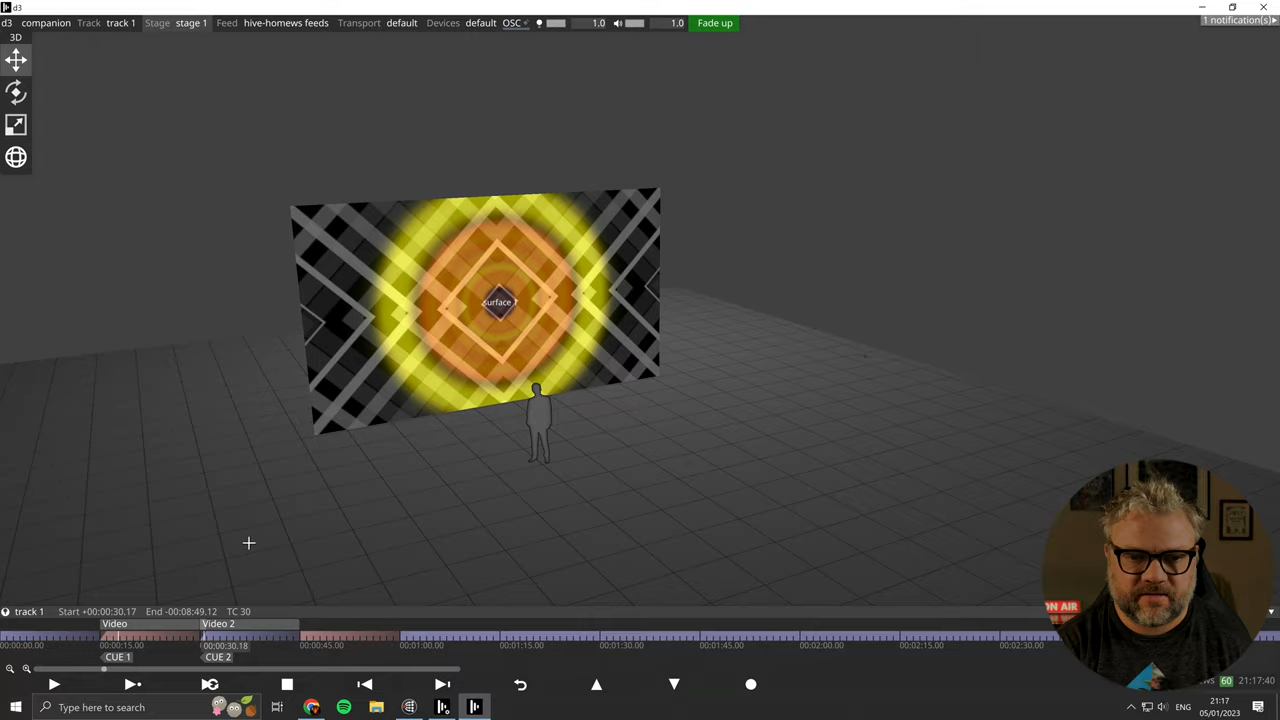 d3
d3 companion Track track 1 Stage stage 1 Feed hive-homews feeds Transport default Devices default OSC 1.0 1.0 Fade up
1 notification(s)
3D
surface
ON AIR
track 1 Start +00:00:30.17 End -00:08:49.12 TC 30
Video Video 2
00:00:00.00 00:00:15.00 00:00:30.18 00:00:45.00 00:01:00.00 00:01:15.00 00:01:30.00 00:01:45.00 00:02:00.00 00:02:15.00 00:02:30.00
CUE 1 CUE 2
60 21:17:40
Type here to search
ENG
21:17
05/01/2023